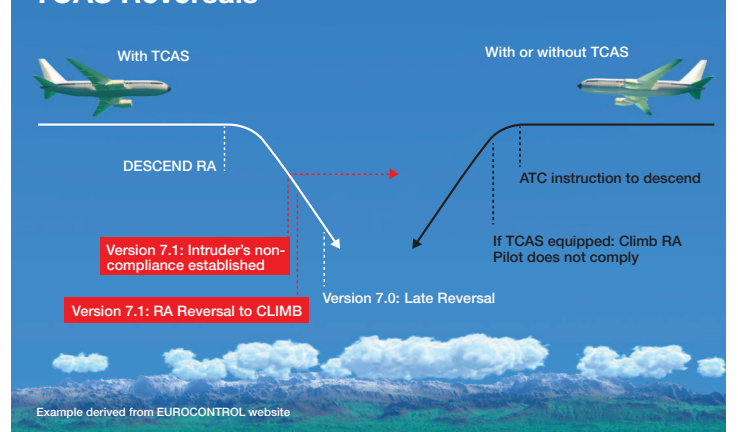 TCAS Reversals
With TCAS
With or without TCAS
DESCEND RA
ATC instruction to descend
Version 7.1: Intruder's non-
compliance established
If TCAS equipped: Climb RA
Pilot does not comply
Version 7.1: RA Reversal to CLIMB
Version 7.0: Late Reversal
Example derived from EUROCONTROL website